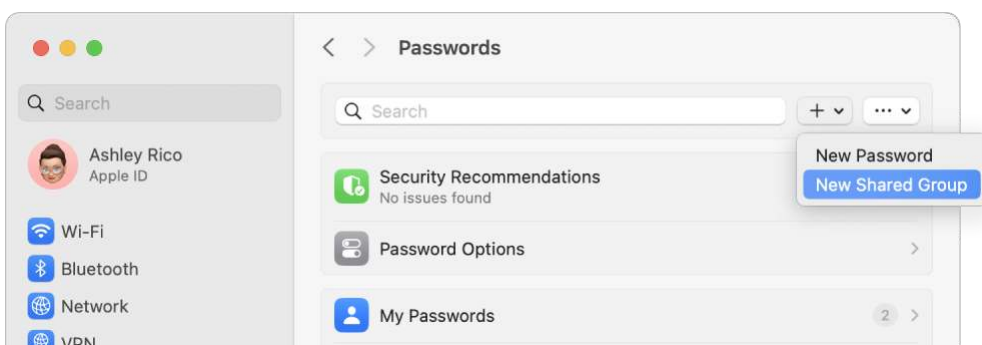 Passwords
Search
Ashley Rico
Apple ID
Wi-Fi
Bluetooth
Network
VPN
Search
New Password
New Shared Group
Security Recommendations
No issues found
Password Options
My Passwords
2